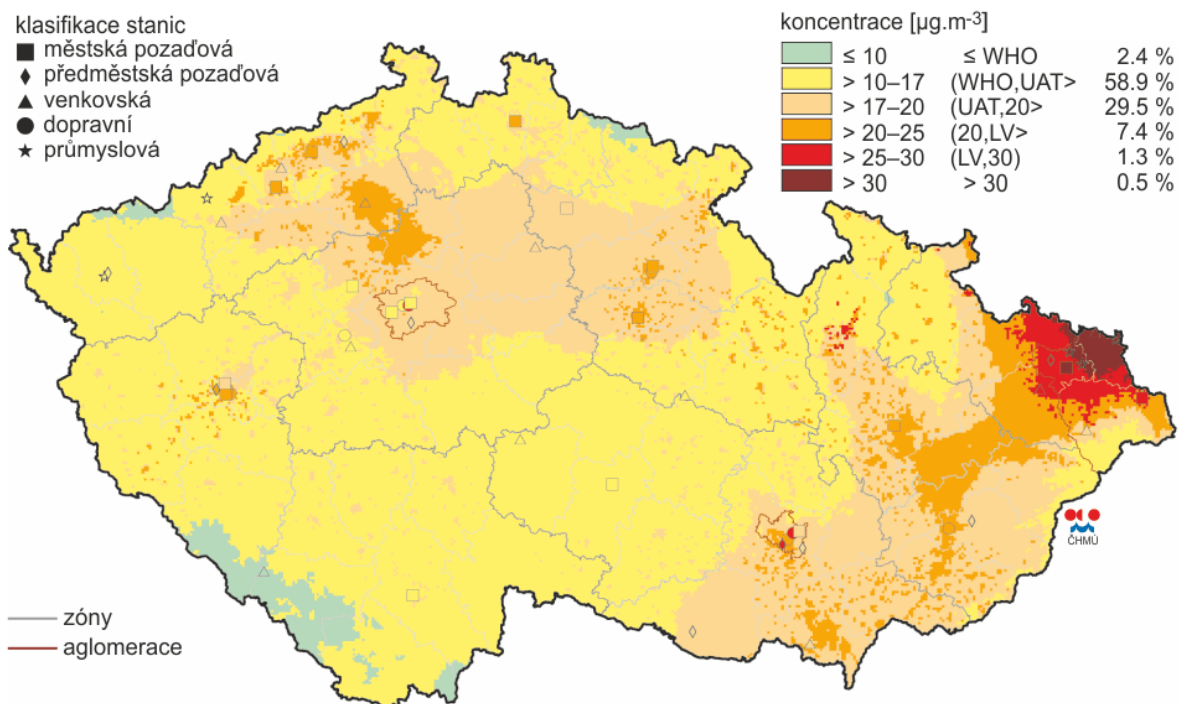 klasifikace stanic
městská pozaďová
předměstská pozaďová
venkovská
dopravní
průmyslová
koncentrace [µg.m-³]
≤ 10 ≤ WHO 2.4 %
> 10–17 (WHO,UAT> 58.9 %
> 17–20 (UAT,20> 29.5 %
> 20–25 (20,LV> 7.4 %
> 25–30 (LV,30) 1.3 %
> 30 > 30 0.5 %
ČHMÚ
zóny
aglomerace